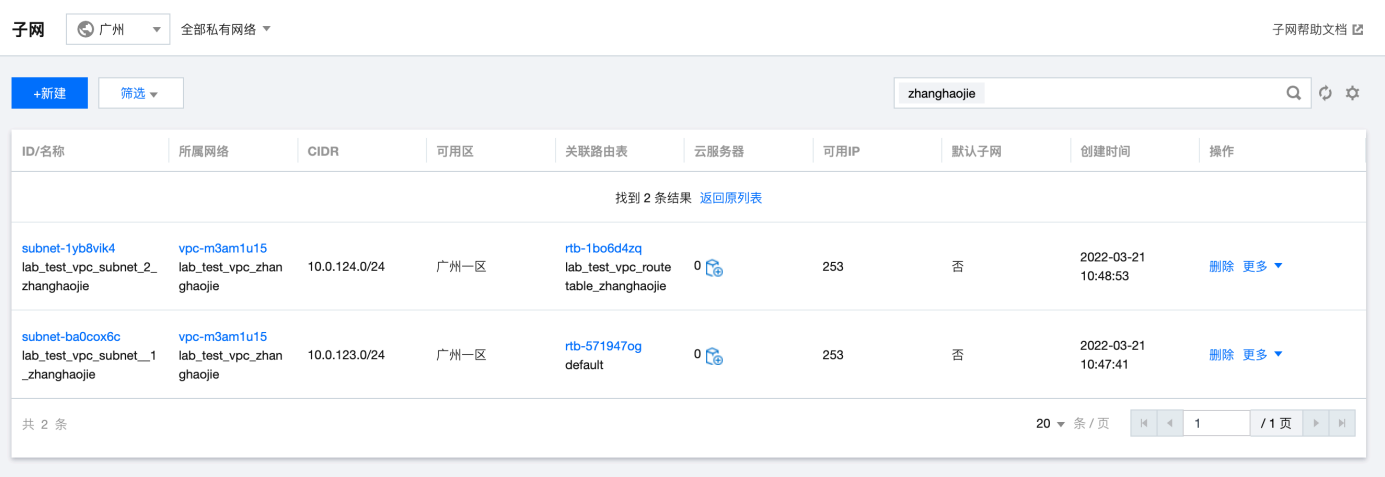 子网 广州 全部私有网络 子网帮助文档
+新建 筛选 zhanghaojie
ID/名称 所属网络 CIDR 可用区 关联路由表 云服务器 可用IP 默认子网 创建时间 操作
找到 2 条结果 返回原列表
subnet-1yb8vik4 vpc-m3am1u15 rtb-1bo6d4zq 2022-03-21
lab_test_vpc_subnet_2_ lab_test_vpc_zhan 10.0.124.0/24 广州一区 lab_test_vpc_route 0 253 否 删除 更多
zhanghaojie ghaojie table_zhanghaojie 10:48:53
subnet-ba0cox6c vpc-m3am1u15 rtb-571947og 2022-03-21
lab_test_vpc_subnet__1 lab_test_vpc_zhan 10.0.123.0/24 广州一区 default 0 253 否 删除 更多
_zhanghaojie ghaojie 10:47:41
共 2 条 20 条 / 页 1 / 1 页